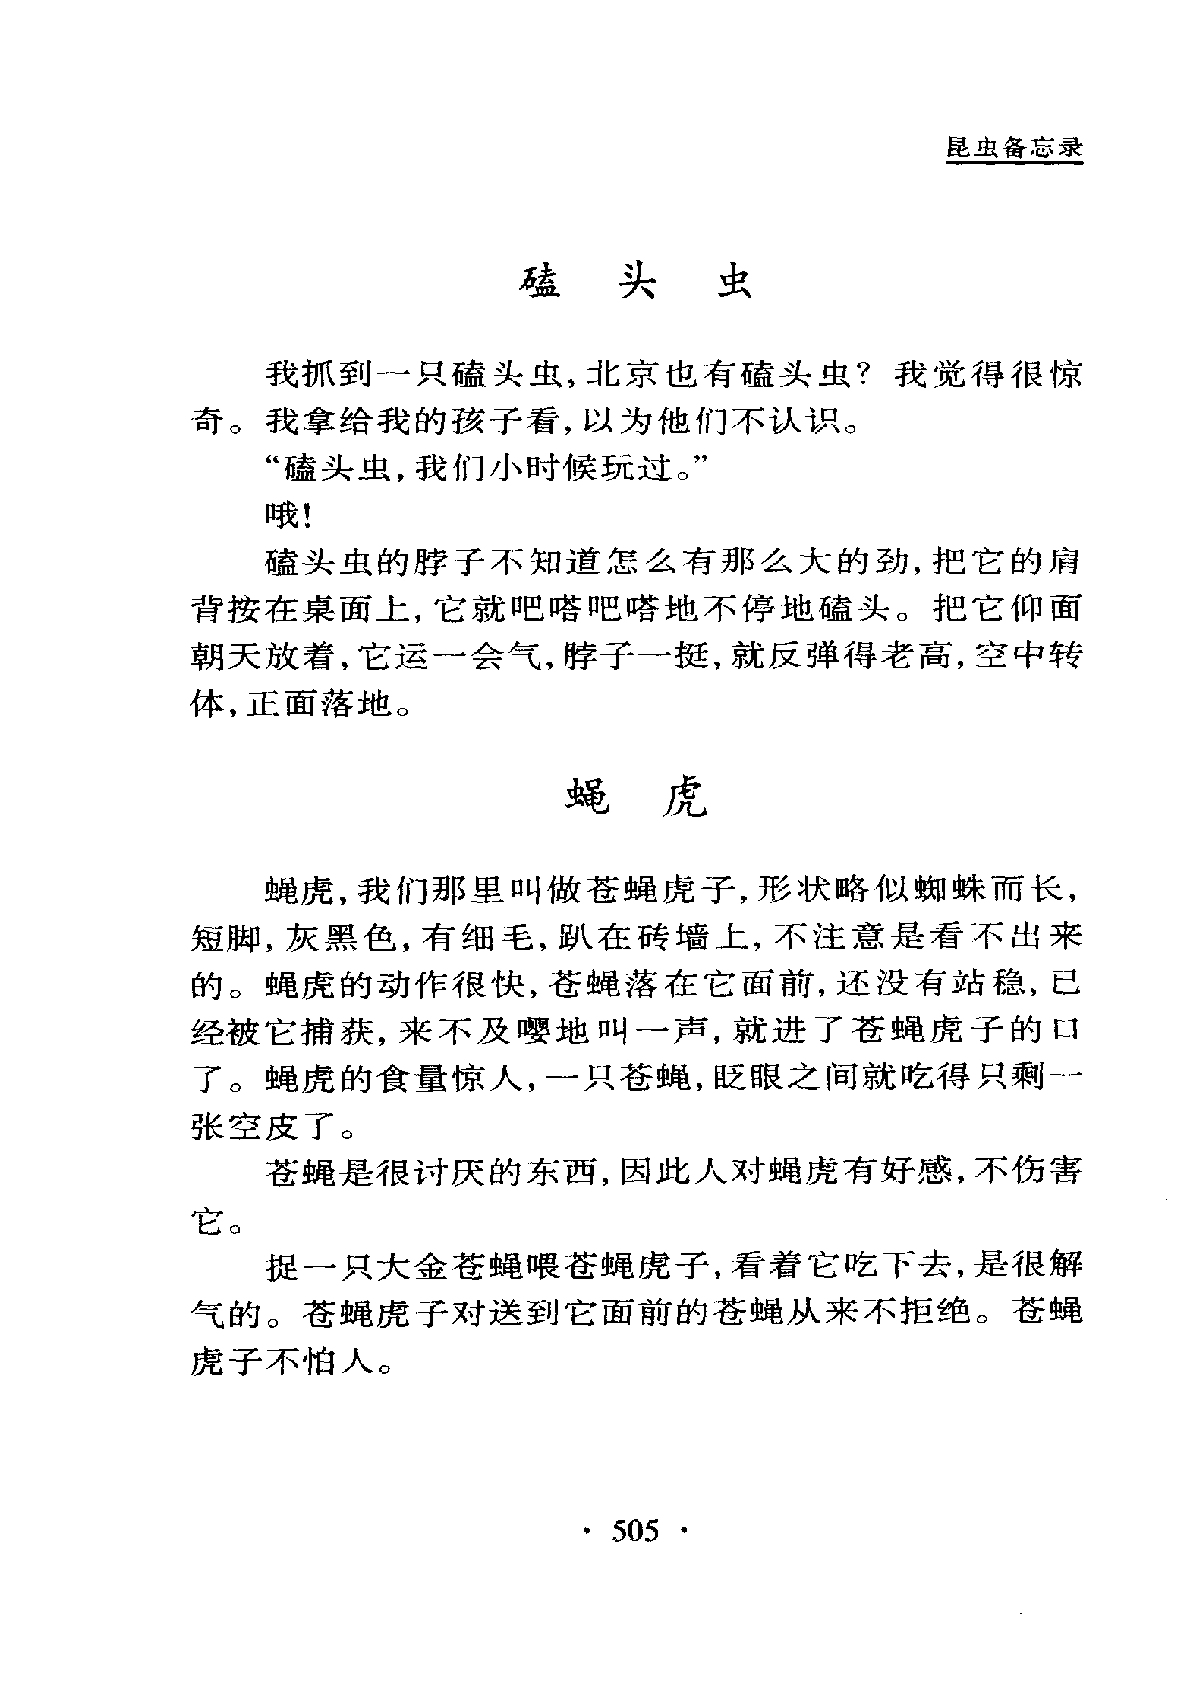 昆虫备忘录
磕头虫
我抓到一只磕头虫,北京也有磕头虫？我觉得很惊
奇。我拿给我的孩子看,以为他们不认识。
“磕头虫,我们小时候玩过。”
哦!
磕头虫的脖子不知道怎么有那么大的劲,把它的肩
背按在桌面上,它就吧嗒吧嗒地不停地磕头。把它仰面
朝天放着,它运一会气,脖子一挺,就反弹得老高,空中转
体,正面落地。
蝇虎
蝇虎,我们那里叫做苍蝇虎子,形状略似蜘蛛而长,
短脚,灰黑色,有细毛,趴在砖墙上,不注意是看不出来
的。蝇虎的动作很快,苍蝇落在它面前,还没有站稳,已
经被它捕获,来不及嘤地叫一声,就进了苍蝇虎子的口
了。蝇虎的食量惊人,一只苍蝇,眨眼之间就吃得只剩一
张空皮了。
苍蝇是很讨厌的东西,因此人对蝇虎有好感,不伤害
它。
捉一只大金苍蝇喂苍蝇虎子,看着它吃下去,是很解
气的。苍蝇虎子对送到它面前的苍蝇从来不拒绝。苍蝇
虎子不怕人。
· 505 ·